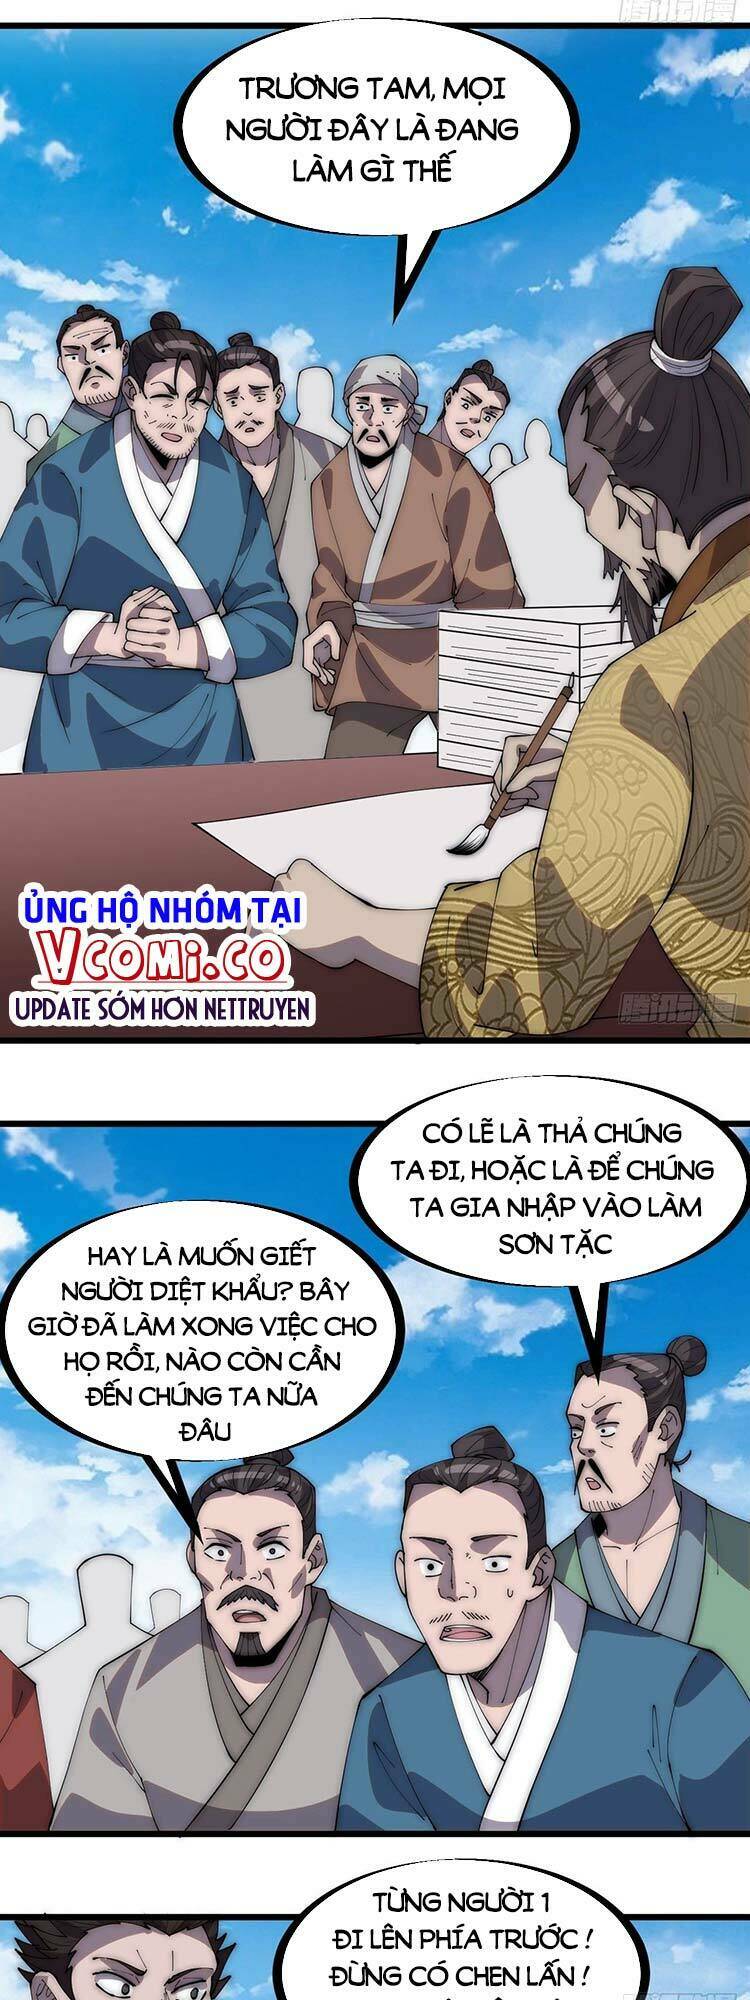 TRƯƠNG TAM, MỌI
NGƯỜI ĐÂY LÀ ĐANG
LÀM GÌ THẾ
ỦNG HỘ NHÓM TẠI
VCOMI.CO
UPDATE SỚM HƠN NETTRUYEN
CÓ LẼ LÀ THẢ CHÚNG
TA ĐI, HOẶC LÀ ĐỂ CHÚNG
TA GIA NHẬP VÀO LÀM
SƠN TẶC
HAY LÀ MUỐN GIẾT
NGƯỜI DIỆT KHẨU? BÂY
GIỜ ĐÃ LÀM XONG VIỆC CHO
HỌ RỒI, NÀO CÒN CẦN
ĐẾN CHÚNG TA NỮA
ĐÂU
TỪNG NGƯỜI 1
ĐI LÊN PHÍA TRƯỚC !
ĐỪNG CÓ CHEN LẤN !